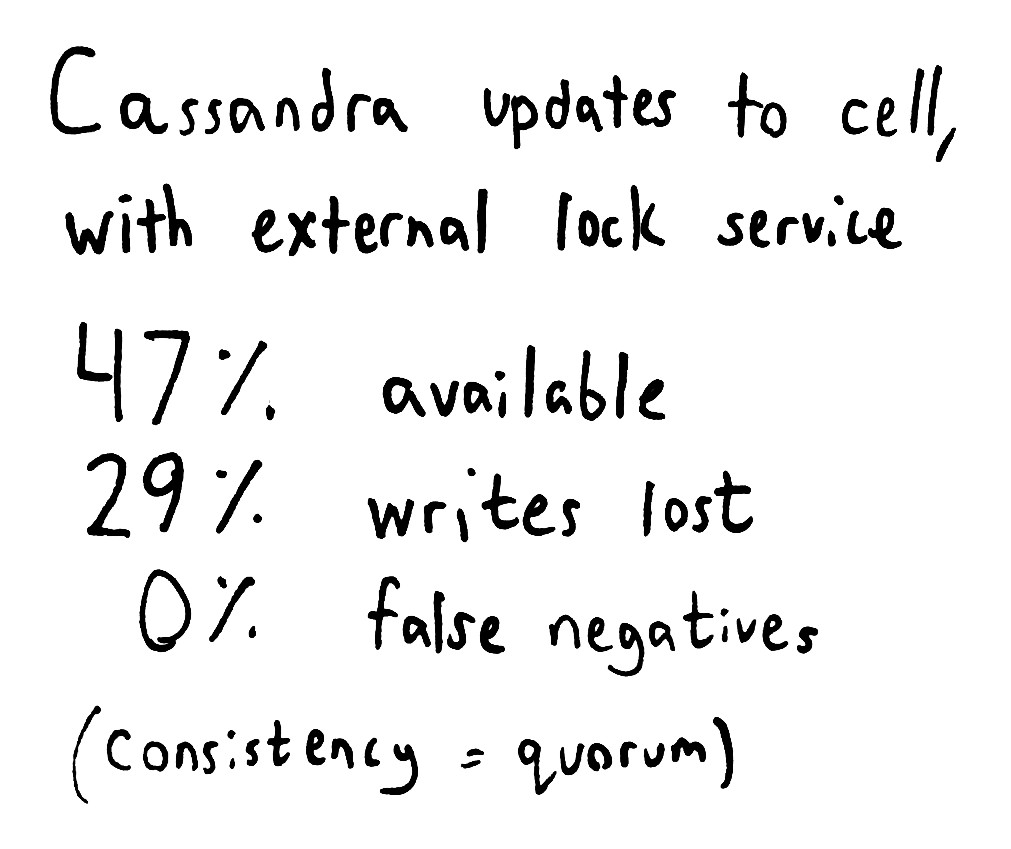 Cassandra updates to cell,
with external lock service
47% available
29% writes lost
0% false negatives
(consistency = quorum)